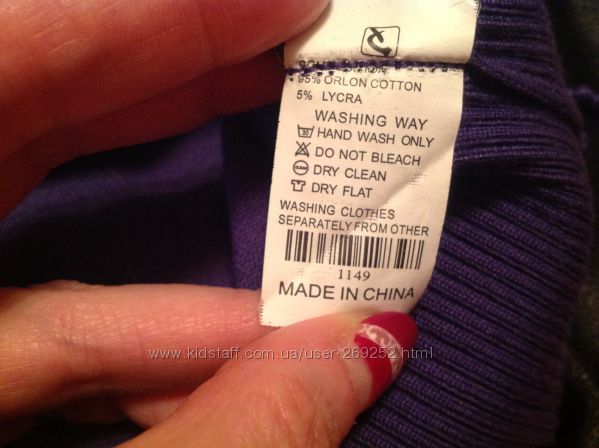 95% ORLON COTTON
5% LYCRA
WASHING WAY
HAND WASH ONLY
DO NOT BLEACH
DRY CLEAN
DRY FLAT
WASHING CLOTHES
SEPARATELY FROM OTHER
1149
MADE IN CHINA
www.kidstaff.com.ua/user-269252.html